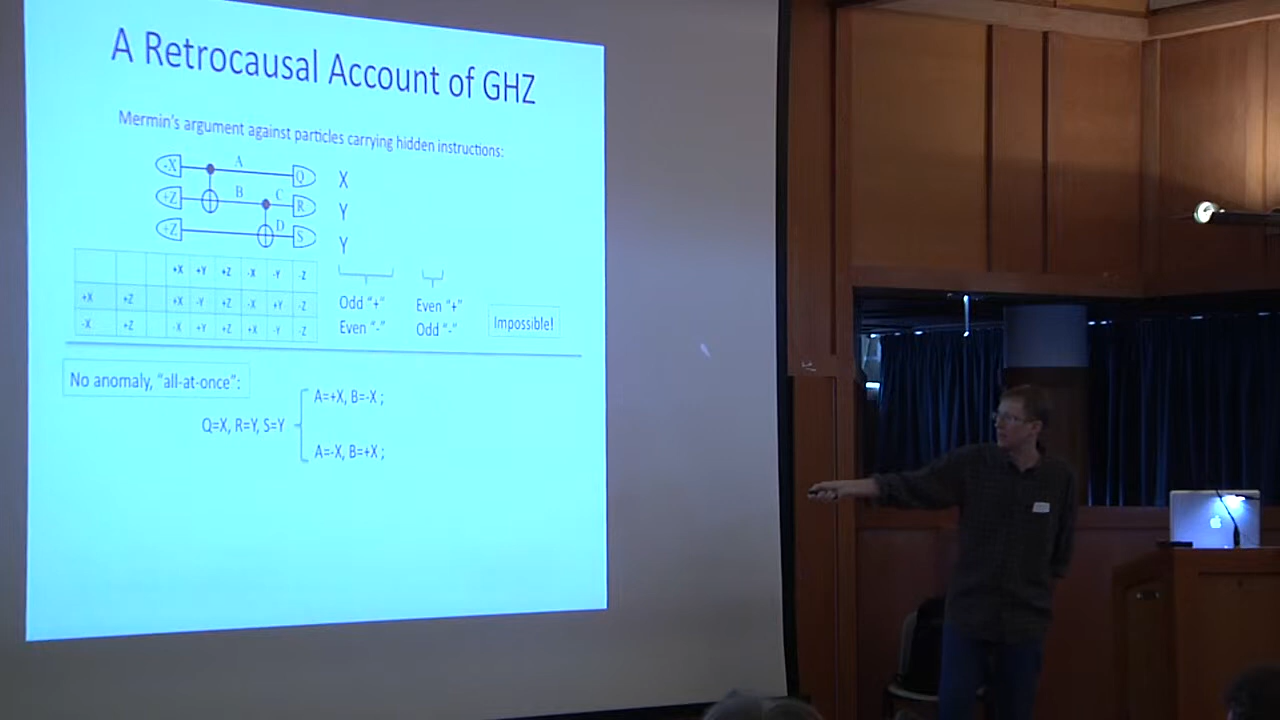 A Retrocausal Account of GHZ
Mermin's argument against particles carrying hidden instructions:
-X A Q X
+Z B C R Y
+Z D S Y
+X +Y +Z -X -Y -Z
+X +Z +X -Y +Z -X +Y -Z
-X +Z -X +Y +Z +X -Y -Z
Odd "+" Even "+"
Even "-" Odd "-"
Impossible!
No anomaly, "all-at-once":
A=+X, B=-X ;
Q=X, R=Y, S=Y
A=-X, B=+X ;